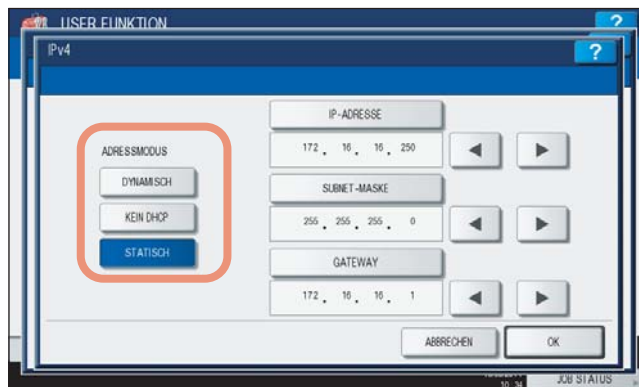 USER FUNKTION
?
IPv4
?
IP-ADRESSE
ADRESSMODUS
172. 16. 16. 250
DYNAMISCH
SUBNET-MASKE
KEIN DHCP
255. 255. 255. 0
STATISCH
GATEWAY
172. 16. 16. 1
ABBRECHEN
OK
JOB STATUS